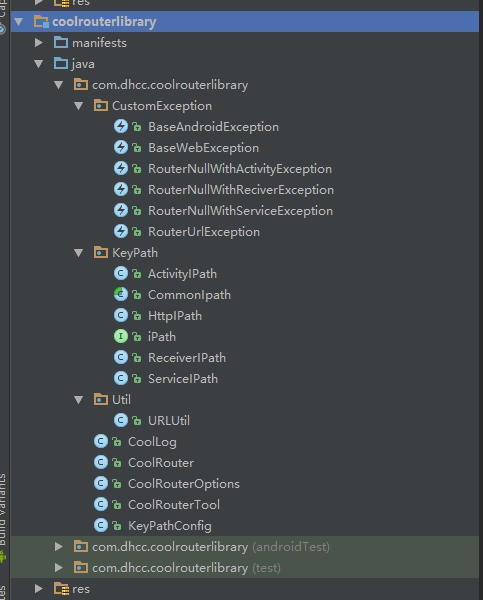 res
coolrouterlibrary
manifests
java
com.dhcc.coolrouterlibrary
CustomException
BaseAndroidException
BaseWebException
RouterNullWithActivityException
RouterNullWithReciverException
RouterNullWithServiceException
RouterUrlException
KeyPath
ActivityIPath
CommonIpath
HttpIPath
iPath
ReceiverIPath
ServiceIPath
Util
URLUtil
CoolLog
CoolRouter
CoolRouterOptions
CoolRouterTool
KeyPathConfig
com.dhcc.coolrouterlibrary (androidTest)
com.dhcc.coolrouterlibrary (test)
res
Build Variants